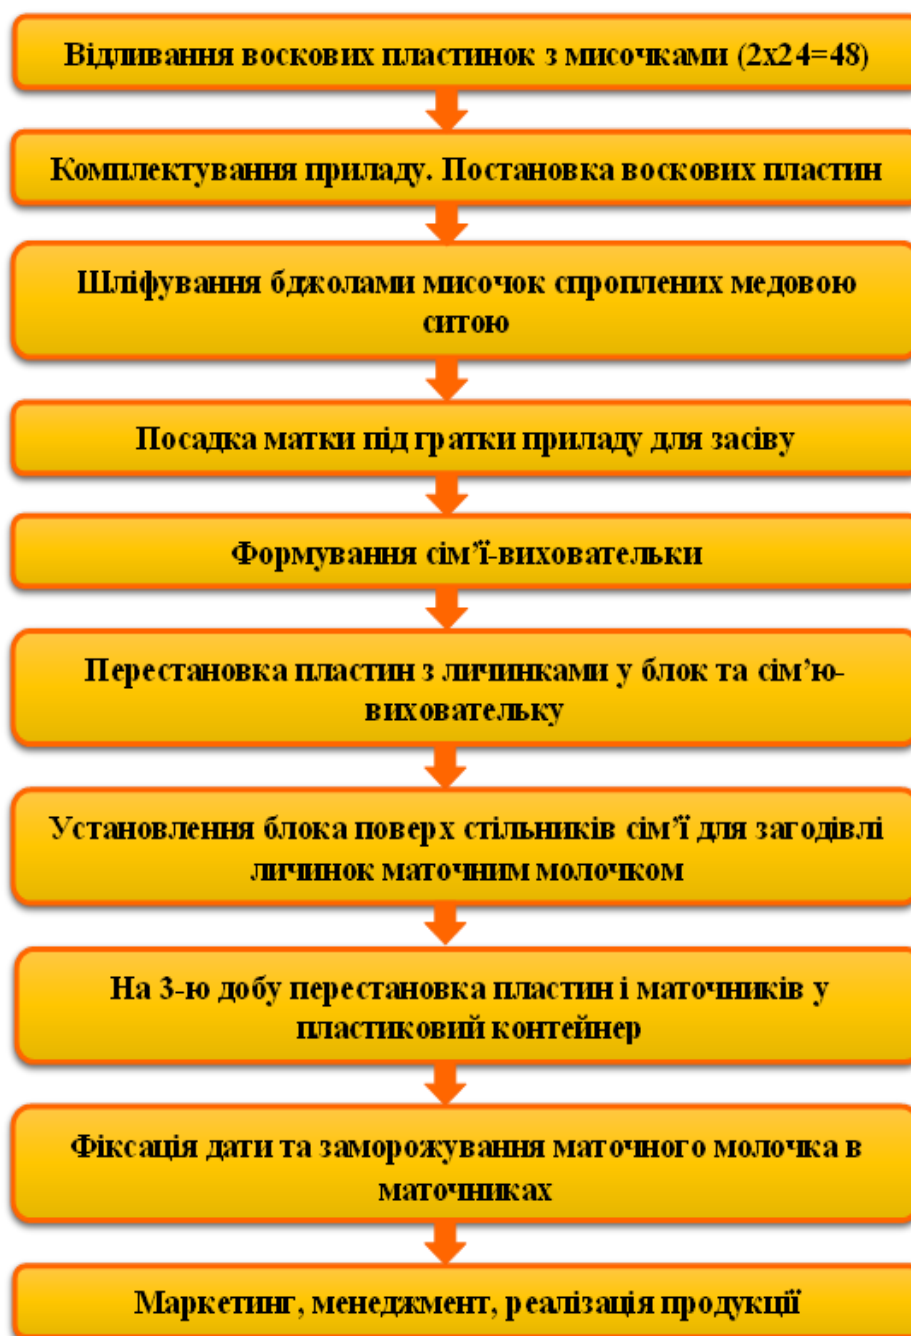 Відливання воскових пластинок з мисочками (2х24=48)
Комплектування приладу. Постановка воскових пластин
Шліфування бджолами мисочок спроплених медовою
ситою
Посадка матки під гратки приладу для засіву
Формування сім’ї-виховательки
Перестановка пластин з личинками у блок та сім’ю-
виховательку
Установлення блока поверх стільників сім’ї для загодівлі
личинок маточним молочком
На 3-ю добу перестановка пластин і маточників у
пластиковий контейнер
Фіксація дати та заморожування маточного молочка в
маточниках
Маркетинг, менеджмент, реалізація продукції